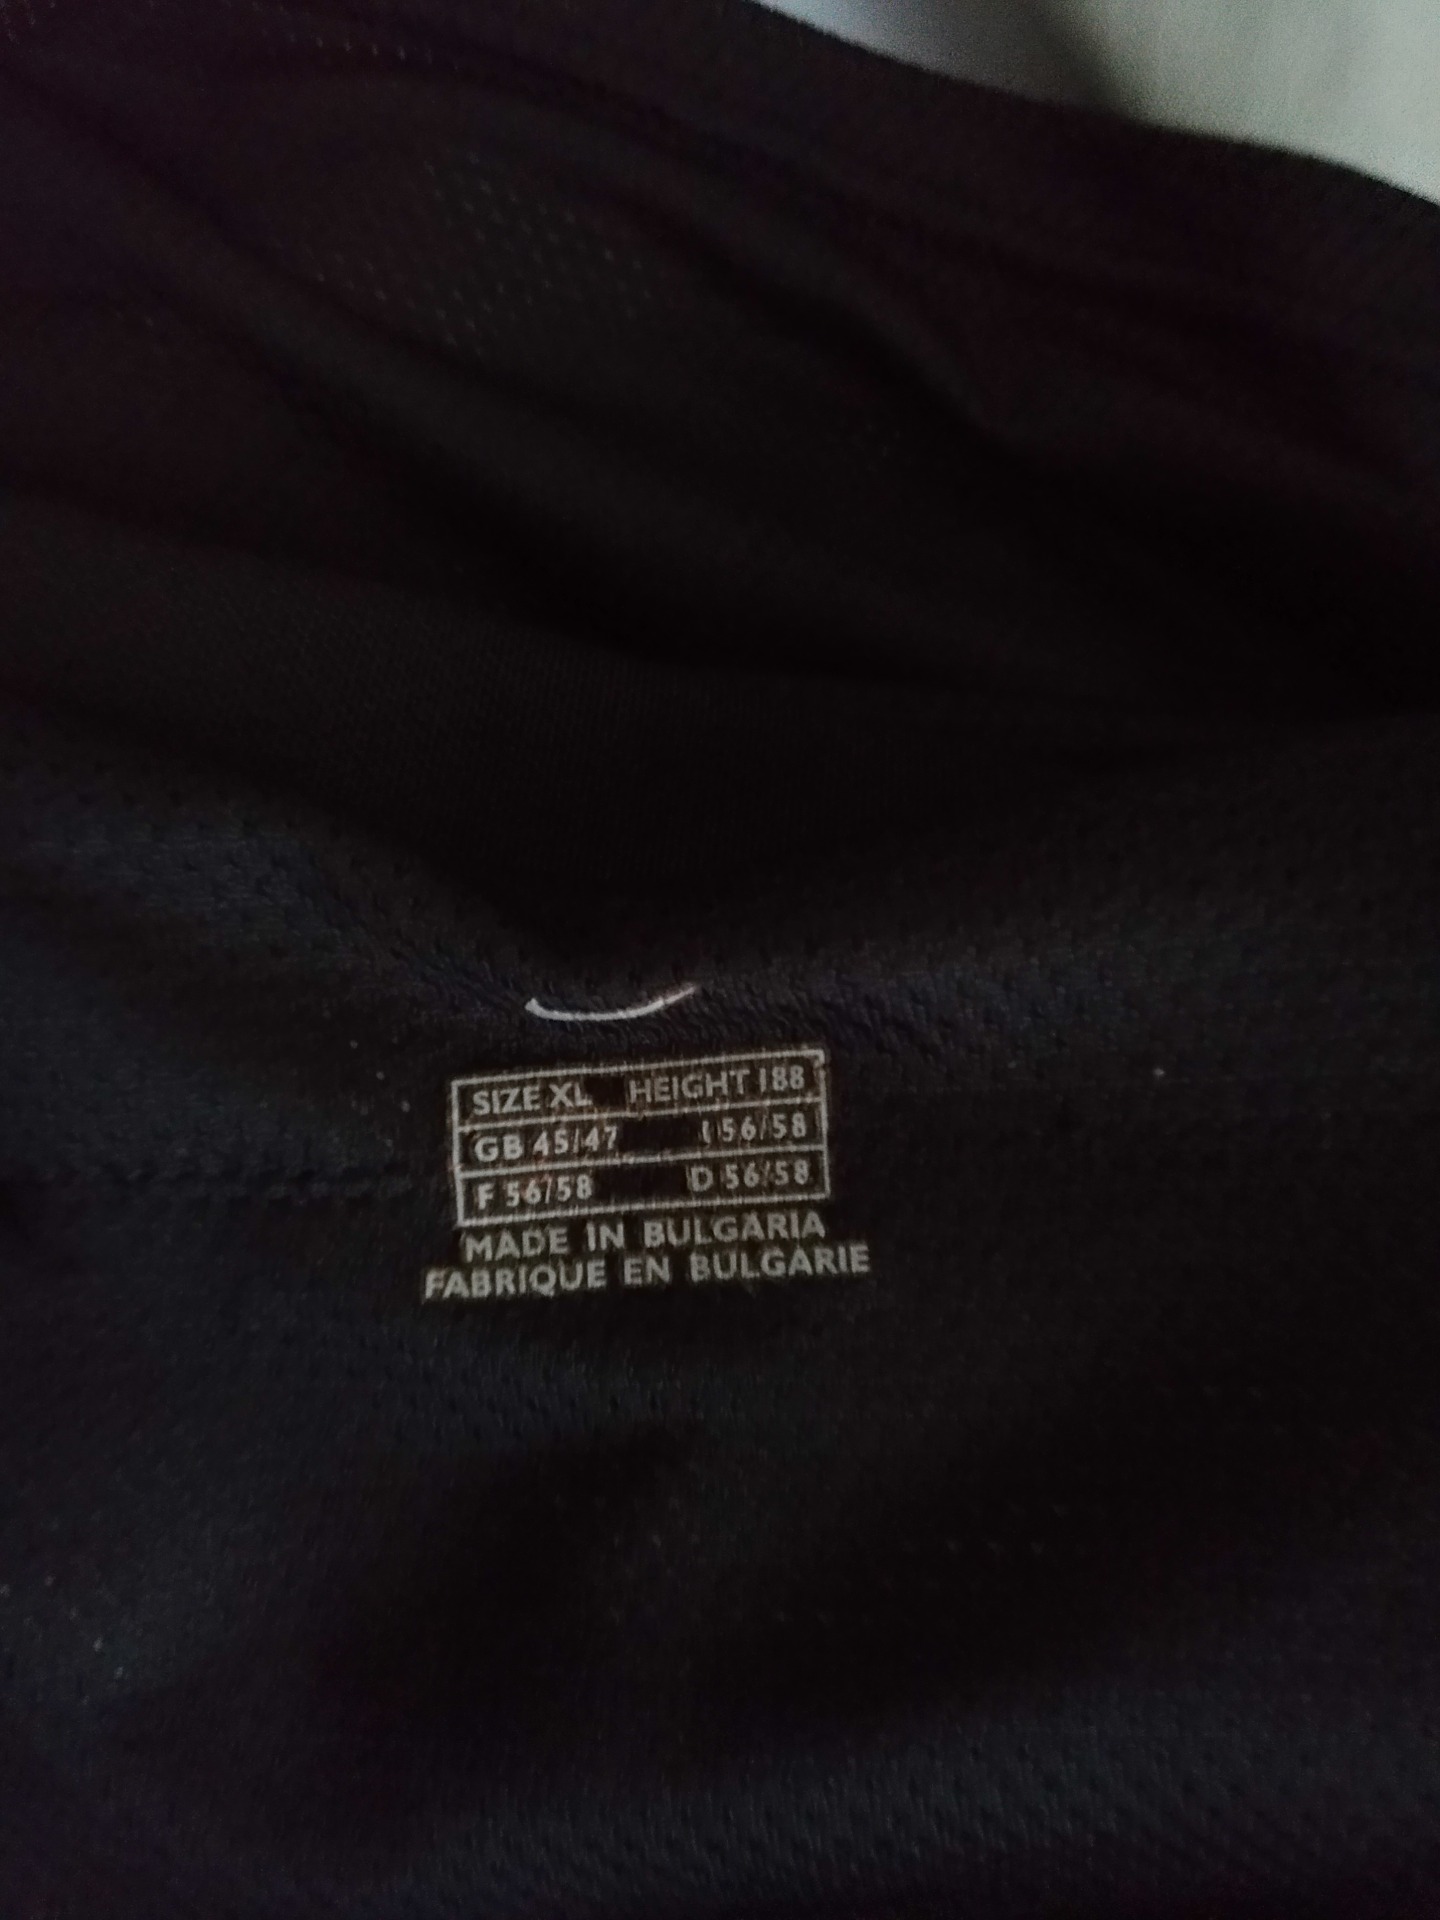 SIZE XL HEIGHT 188
GB 45/47 I 56/58
F 56/58 D 56/58
MADE IN BULGARIA
FABRIQUE EN BULGARIE